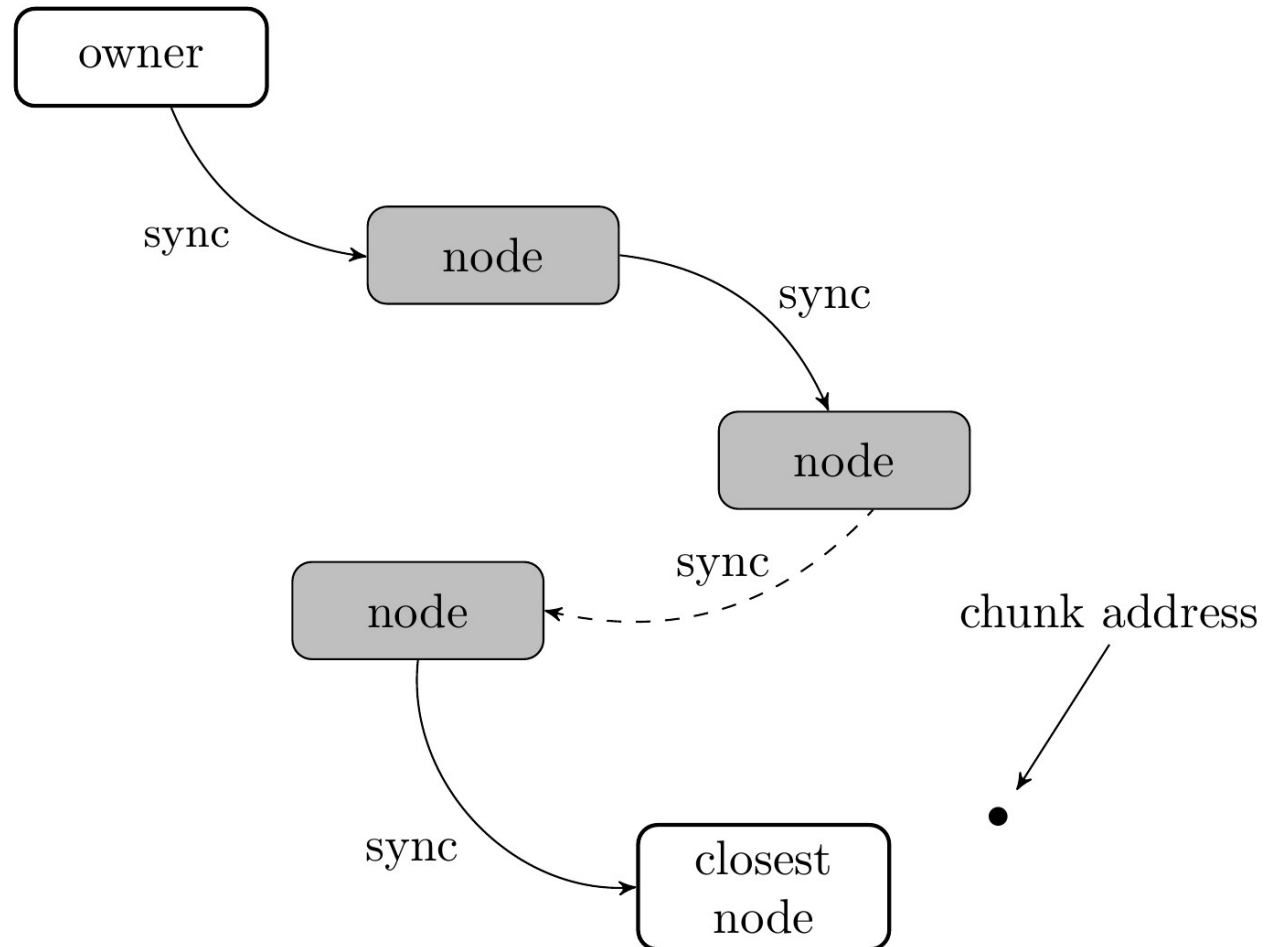 owner
sync
node
sync
node
sync
node
chunk address
sync
closest
node